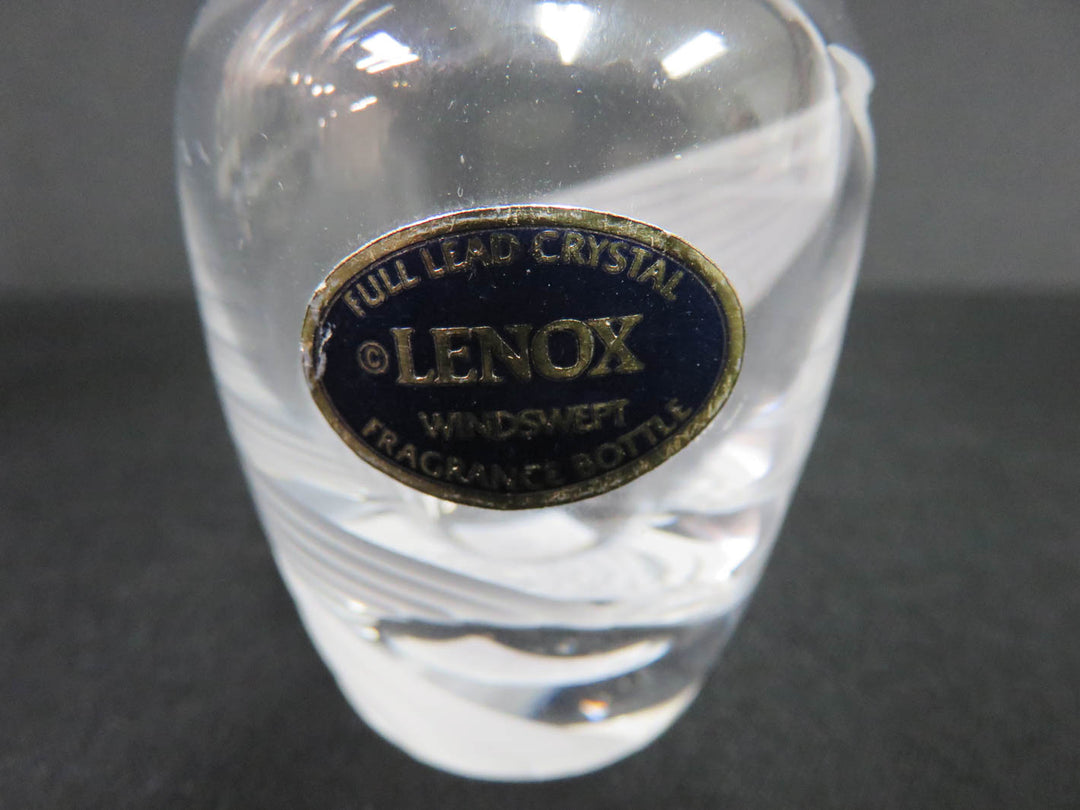 FULL LEAD CRYSTAL
© LENOX
WINDSWEPT
FRAGRANCE BOTTLE